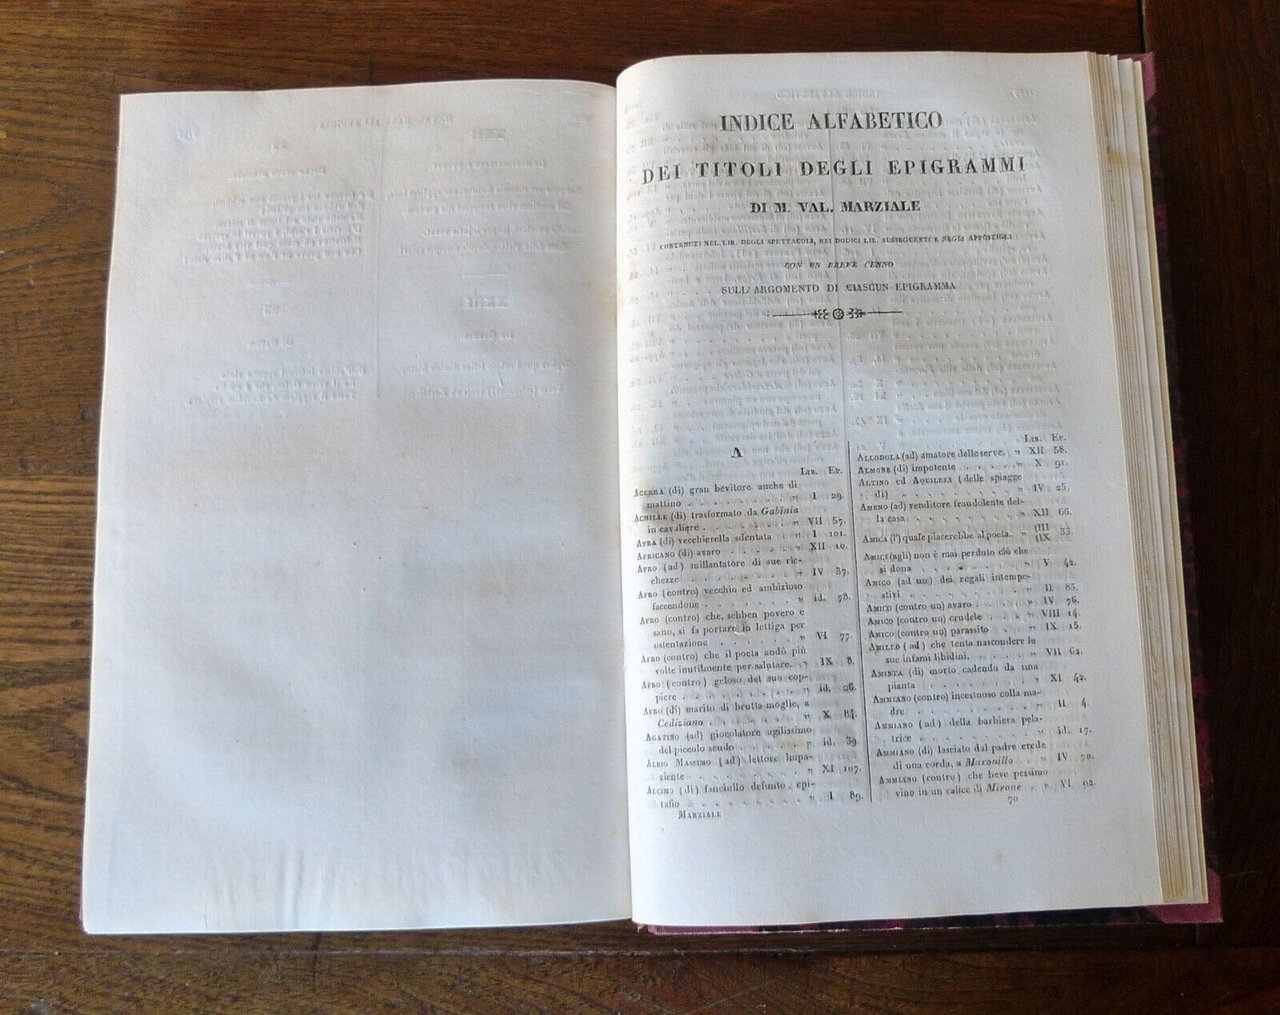 INDICE ALFABETICO
DEI TITOLI DEGLI EPIGRAMMI
DI M. VAL. MARZIALE
CONTENUTI NEL LIB. DEGLI SPETTACOLI, NEI DODICI LIB. SUSSEGUENTI E NEGLI APPOSTILI
CON UN BREVE CENNO
SULL' ARGOMENTO DI CIASCUN EPIGRAMMA
A
LIB. EP.
ACERRA (di) gran bevitore anche di
mattino . . . . . . . . „ I 29.
ACHILLE (di) trasformato da Gabinia
in cavaliere . . . . . . „ VII 57.
AFRA (di) vecchierella sdentata . „ I 101.
AFRICANO (di) avaro . . . . „ XII 10.
AFRO (ad) millantatore di sue ric-
chezze . . . . . . . . „ IV 37.
AFRO (contro) vecchio ed ambizioso
faccendone . . . . . . . „ id. 78.
AFRO (contro) che, sebben povero e
sano, si fa portare in lettiga per
ostentazione . . . . . . „ VI 77.
AFRO (contro) che il poeta andò più
volte inutilmente per salutare. „ IX 8.
AFRO (contro) geloso del suo cop-
piere . . . . . . . . . „ id. 26.
AFRO (di) marito di brutta moglie, a
Cediziano . . . . . . . „ X 84.
AGATINO (ad) giocolatore agilissimo
del piccolo scudo . . . . . „ id. 39.
ALBIO MASSIMO (ad) lettore impa-
ziente . . . . . . . . „ XI 107.
ALCIMO (di) fanciullo defunto, epi-
tafio . . . . . . . . . „ I 89.
MARZIALE
LIB. EP.
ALLODOLA (ad) amatore delle serve. „ XII 58.
ALMONE (di) impotente . . . . „ X 91.
ALTINO ED AQUILEJA (delle spiagge
di) . . . . . . . . . „ IV 25.
AMENO (ad) venditore fraudolento del-
la casa . . . . . . . . „ XII 66.
AMICA (l') quale piacerebbe al poeta. „ (III 33.
(IX
AMICI (agli) non è mai perduto ciò che
si dona . . . . . . . . „ V 42.
AMICO (ad un) dei regali intempe-
stivi . . . . . . . . . „ II 85.
AMICO (contro un) avaro . . . „ IV 76.
AMICO (contro un) crudele . . „ VIII 14.
AMICO (contro un) parassito . . „ IX 15.
AMILLO (ad) che tenta nascondere le
sue infami libidini. . . . . „ VII 62.
AMINTA (di) morto cadendo da una
pianta . . . . . . . . „ XI 42.
AMMIANO (contro) incestuoso colla ma-
dre . . . . . . . . . „ II 4.
AMMIANO (ad) della barbiera pela-
trice . . . . . . . . . „ id. 17.
AMMIANO (di) lasciato dal padre erede
di una corda, a Maronillo . . „ IV 70.
AMMIANO (contro) che beve pessimo
vino in un calice di Mirone . „ VI 92.
70